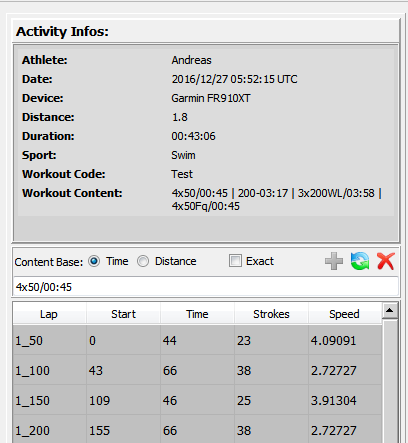 Activity Infos:
Athlete: Andreas
Date: 2016/12/27 05:52:15 UTC
Device: Garmin FR910XT
Distance: 1.8
Duration: 00:43:06
Sport: Swim
Workout Code: Test
Workout Content: 4x50/00:45 | 200-03:17 | 3x200WL/03:58 |
4x50Fq/00:45
Content Base: Time Distance Exact
4x50/00:45
Lap Start Time Strokes Speed
1_50 0 44 23 4.09091
1_100 43 66 38 2.72727
1_150 109 46 25 3.91304
1_200 155 66 38 2.72727